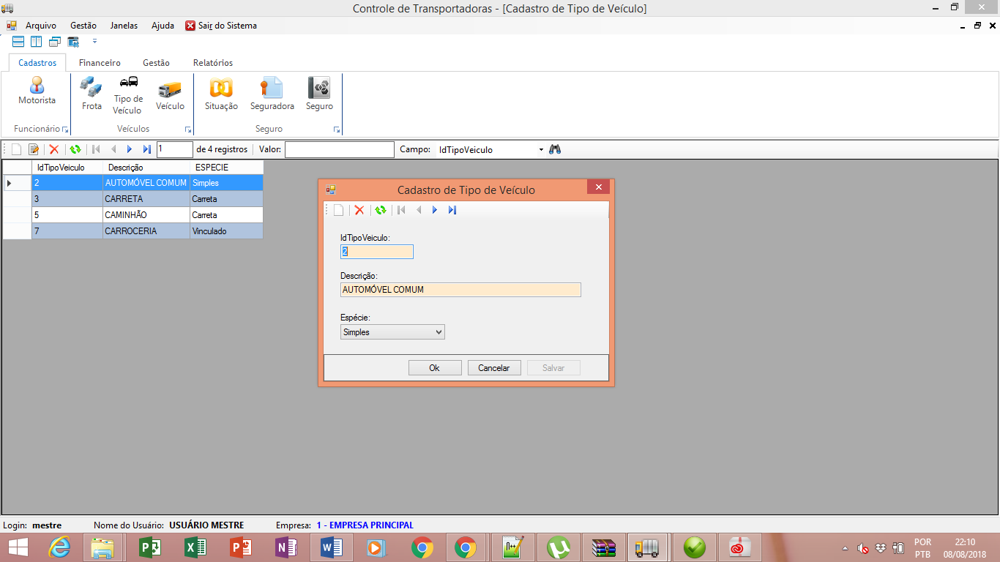 Controle de Transportadoras - [Cadastro de Tipo de Veículo]
Arquivo Gestão Janelas Ajuda Sair do Sistema
Cadastros Financeiro Gestão Relatórios
Motorista Frota Tipo de Veículo Veículo Situação Seguradora Seguro
Funcionário Veículos Seguro
1 de 4 registros Valor: Campo: IdTipoVeiculo
IdTipoVeiculo Descrição ESPECIE
2 AUTOMÓVEL COMUM Simples
3 CARRETA Carreta
5 CAMINHÃO Carreta
7 CARROCERIA Vinculado
Cadastro de Tipo de Veículo
IdTipoVeiculo:
2
Descrição:
AUTOMÓVEL COMUM
Espécie:
Simples
Ok Cancelar Salvar
Login: mestre Nome do Usuário: USUÁRIO MESTRE Empresa: 1 - EMPRESA PRINCIPAL
POR 22:10
PTB 08/08/2018